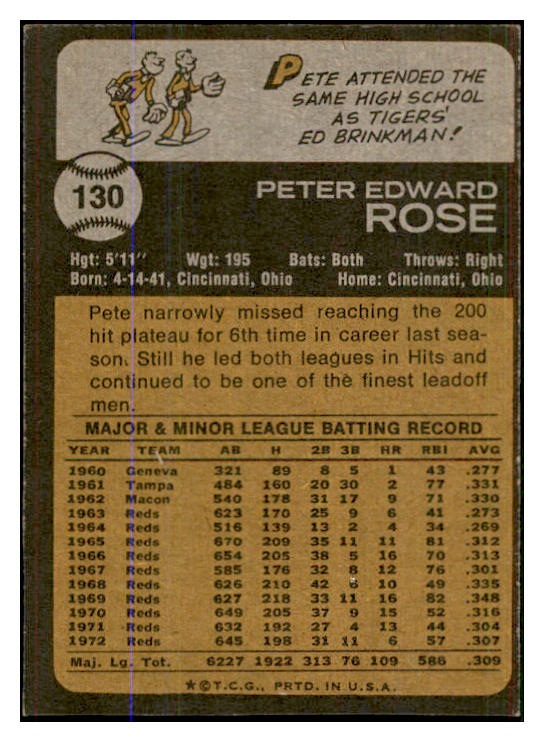 PETE ATTENDED THE
SAME HIGH SCHOOL
AS TIGERS'
ED BRINKMAN!
130
PETER EDWARD
ROSE
Hgt: 5'11" Wgt: 195 Bats: Both Throws: Right
Born: 4-14-41, Cincinnati, Ohio Home: Cincinnati, Ohio
Pete narrowly missed reaching the 200
hit plateau for 6th time in career last sea-
son. Still he led both leagues in Hits and
continued to be one of the finest leadoff
men.
MAJOR & MINOR LEAGUE BATTING RECORD
YEAR TEAM AB H 2B 3B HR RBI AVG
1960 Geneva 321 89 8 5 1 43 .277
1961 Tampa 484 160 20 30 2 77 .331
1962 Macon 540 178 31 17 9 71 .330
1963 Reds 623 170 25 9 6 41 .273
1964 Reds 516 139 13 2 4 34 .269
1965 Reds 670 209 35 11 11 81 .312
1966 Reds 654 205 38 5 16 70 .313
1967 Reds 585 176 32 8 12 76 .301
1968 Reds 626 210 42 6 10 49 .335
1969 Reds 627 218 33 11 16 82 .348
1970 Reds 649 205 37 9 15 52 .316
1971 Reds 632 192 27 4 13 44 .304
1972 Reds 645 198 31 11 6 57 .307
Maj. Lg. Tot. 6227 1922 313 76 109 586 .309
★©T.C.G., PRTD. IN U.S.A.